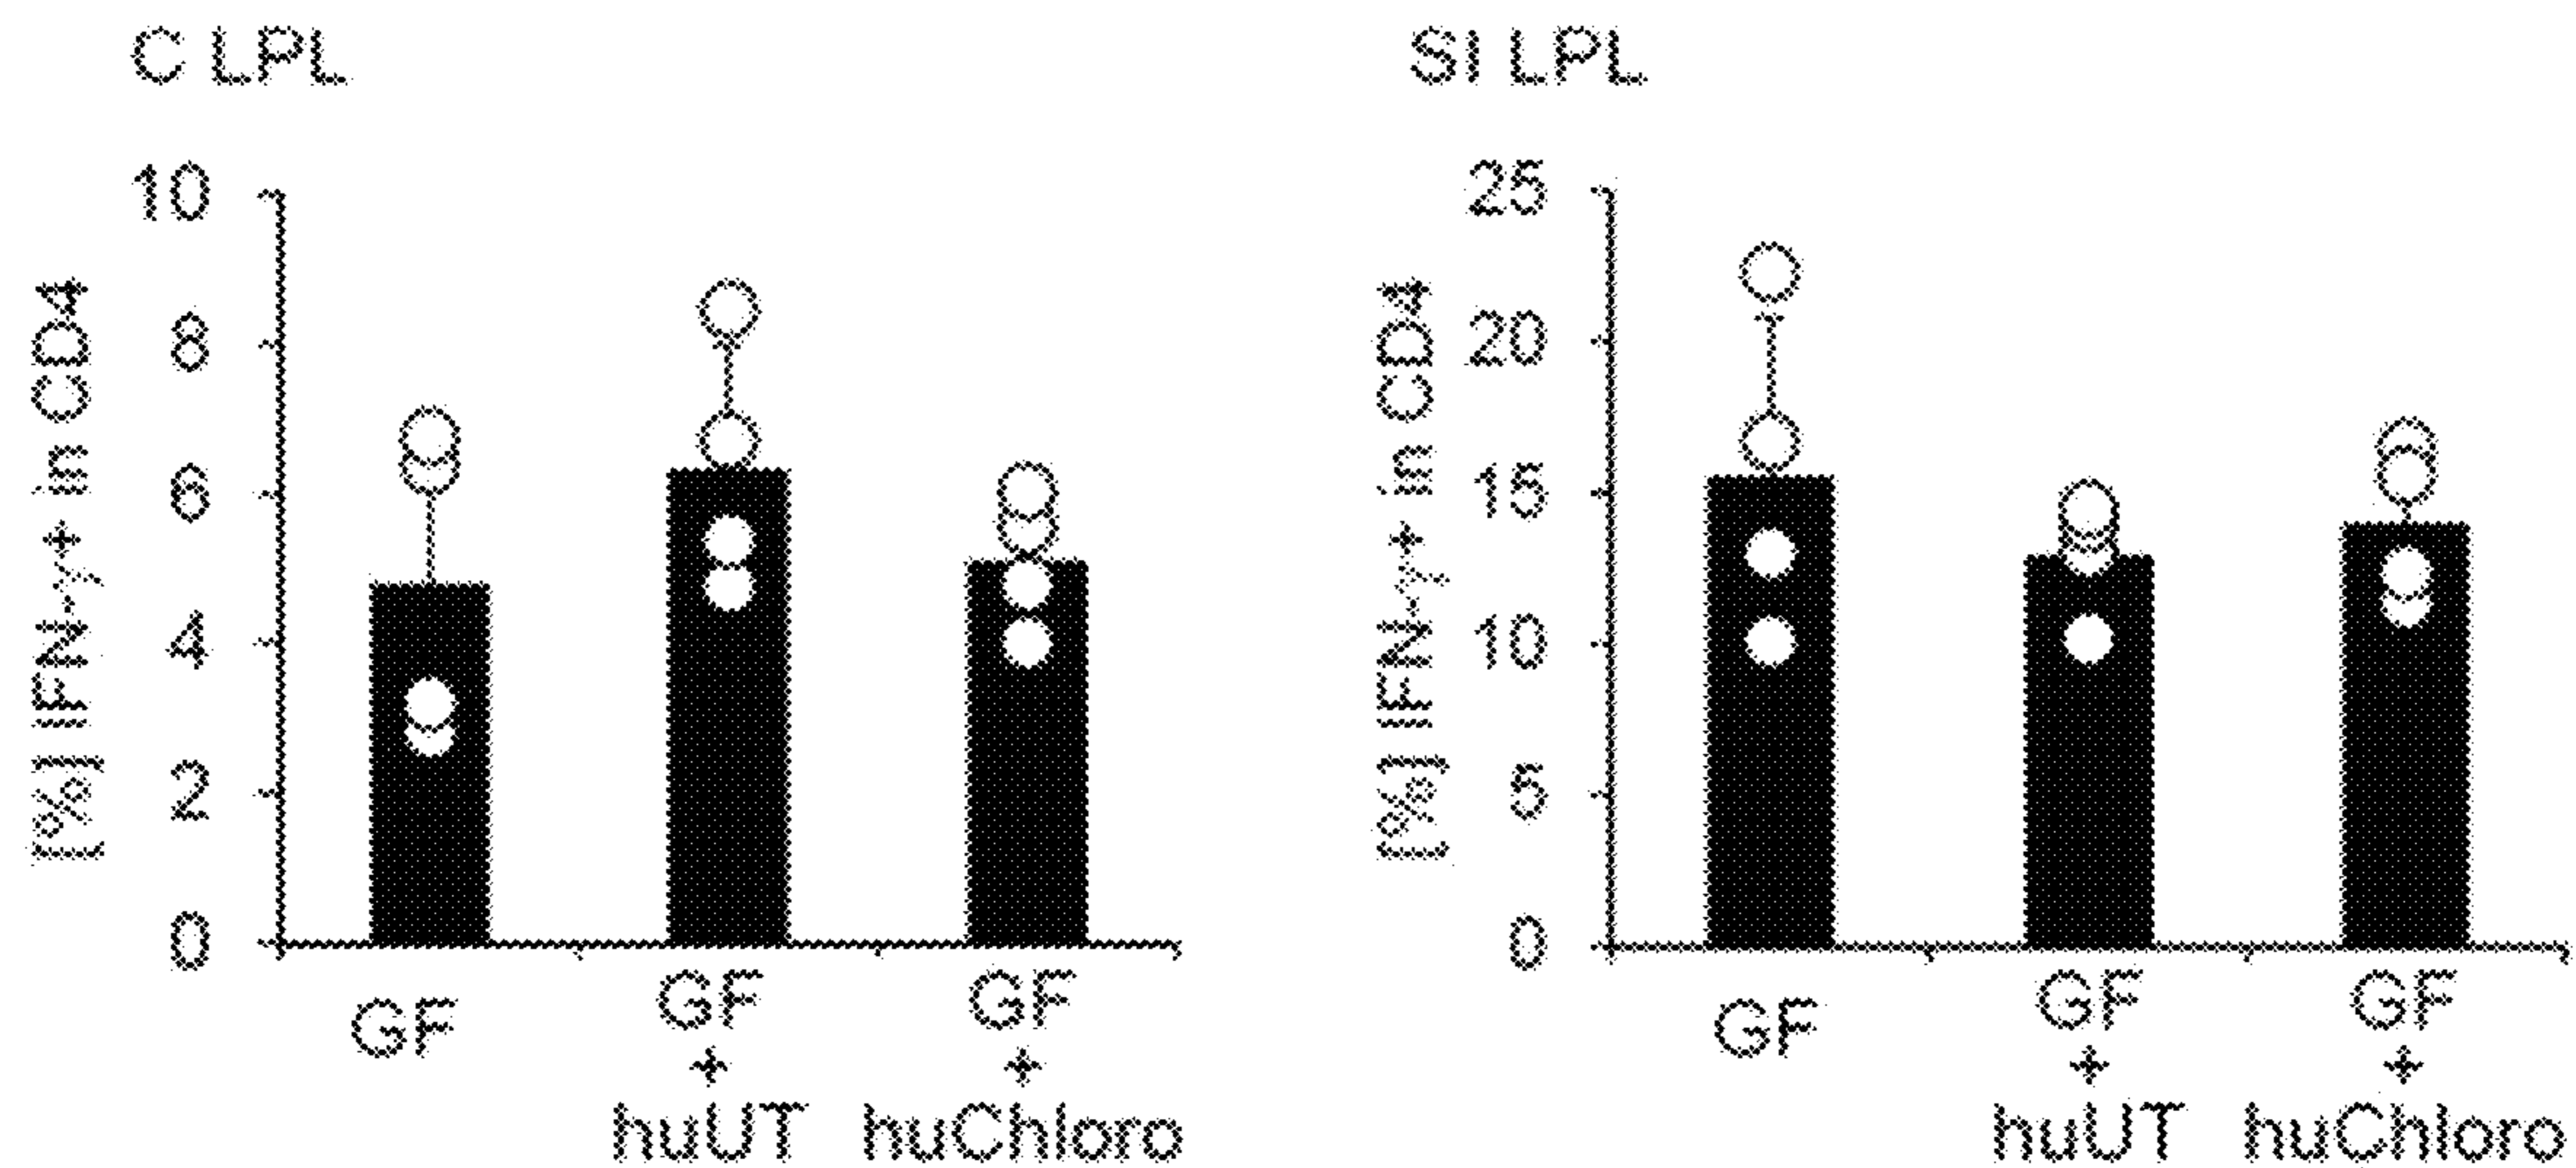 C LPL
[%] IFN-γ+ in CD4
10
8
6
4
2
0
GF
GF
+
huUT
GF
+
huChloro
SI LPL
[%] IFN-γ+ in CD4
25
20
15
10
5
0
GF
GF
+
huUT
GF
+
huChloro